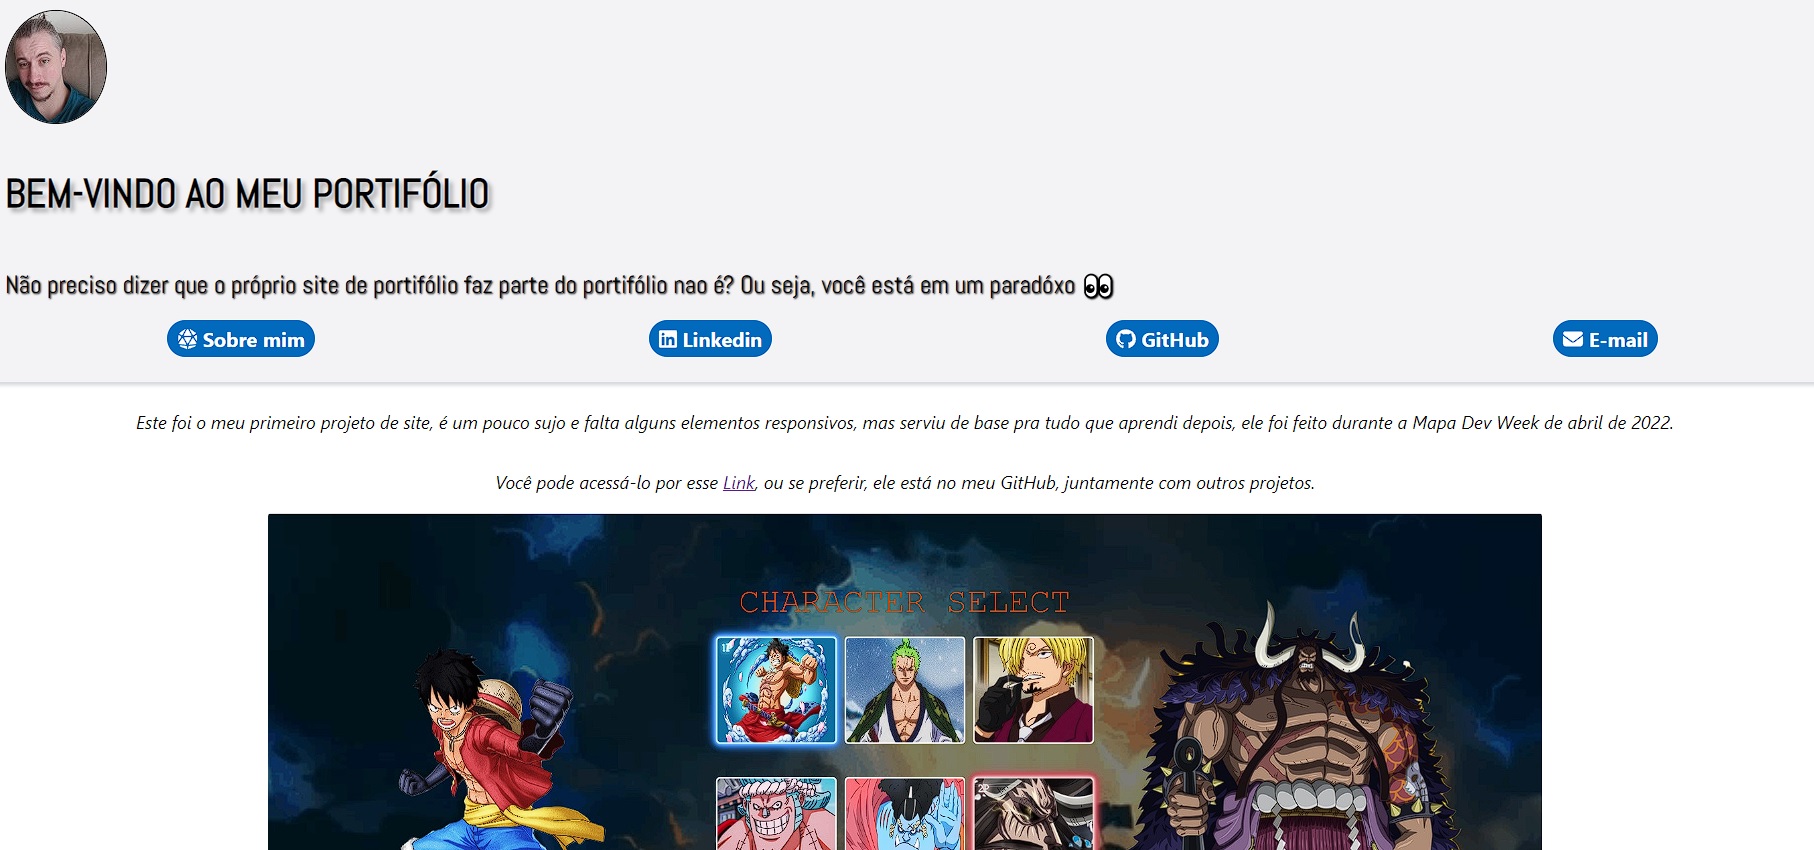 BEM-VINDO AO MEU PORTIFÓLIO
Não preciso dizer que o próprio site de portifólio faz parte do portifólio nao é? Ou seja, você está em um paradóxo 👀
Sobre mim
Linkedin
GitHub
E-mail
Este foi o meu primeiro projeto de site, é um pouco sujo e falta alguns elementos responsivos, mas serviu de base pra tudo que aprendi depois, ele foi feito durante a Mapa Dev Week de abril de 2022.
Você pode acessá-lo por esse Link, ou se preferir, ele está no meu GitHub, juntamente com outros projetos.
CHARACTER SELECT
1P
2P